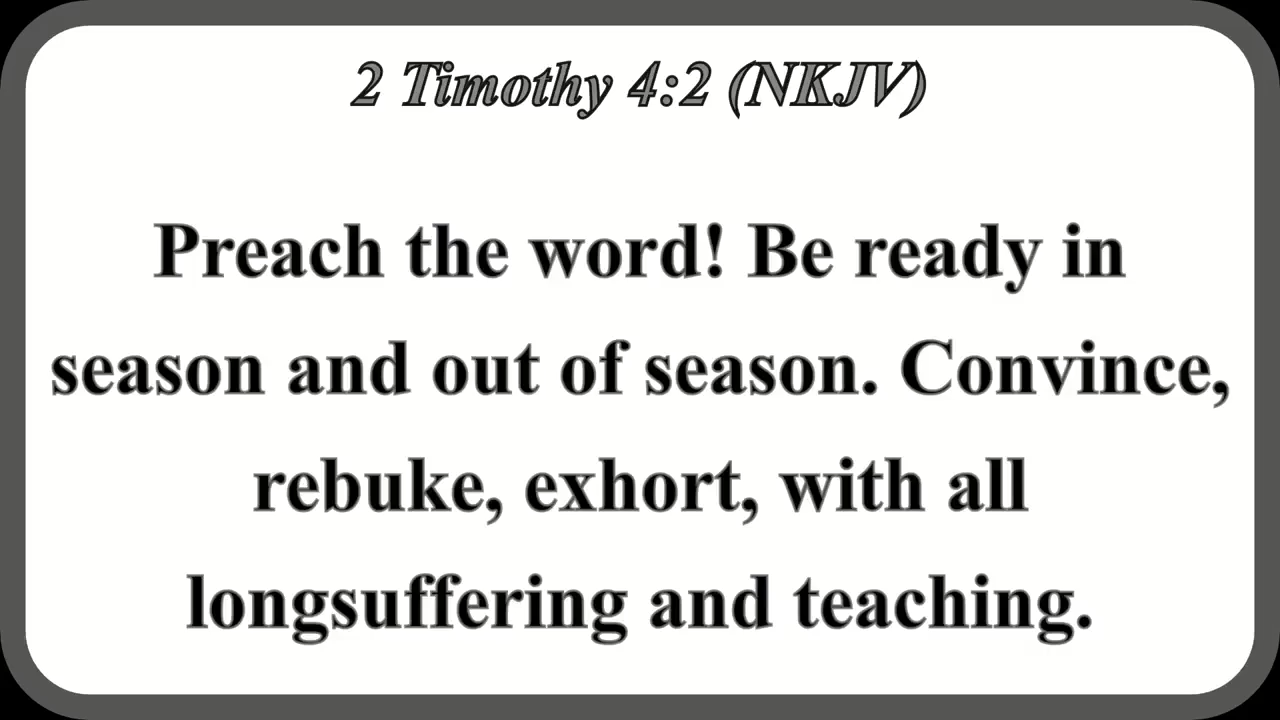 2 Timothy 4:2 (NKJV)
Preach the word! Be ready in
season and out of season. Convince,
rebuke, exhort, with all
longsuffering and teaching.